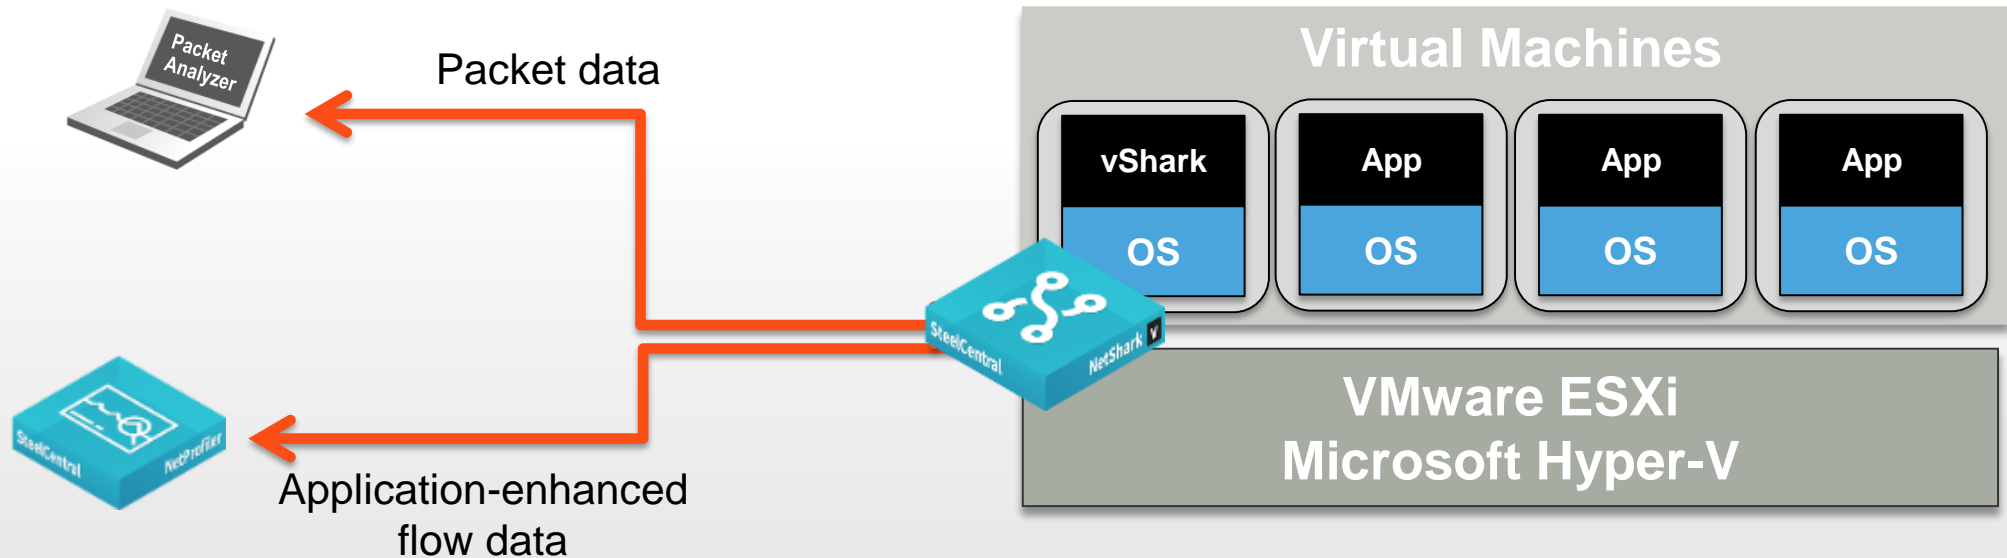 Packet
Analyzer
Packet data
Virtual Machines
vShark
App
App
App
OS
OS
OS
OS
SteelCentral
NetShark
V
VMware ESXi
Microsoft Hyper-V
SteelCentral
NetProfiler
Application-enhanced
flow data